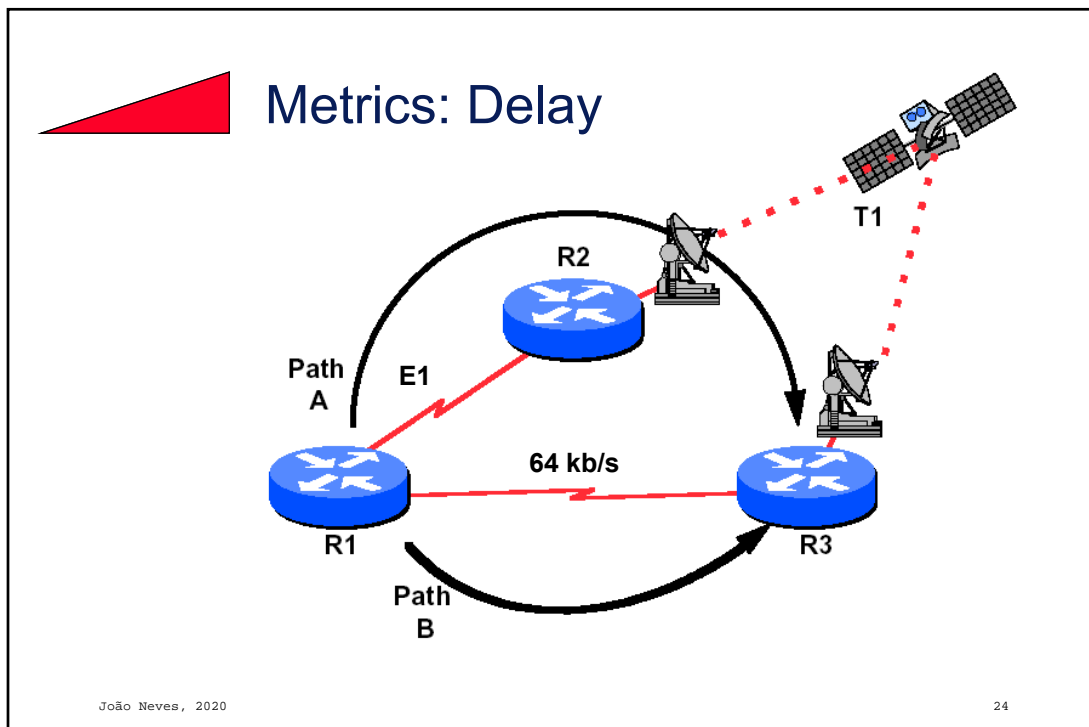 Metrics: Delay
T1
R2
Path
A
E1
64 kb/s
R1
R3
Path
B
João Neves, 2020
24